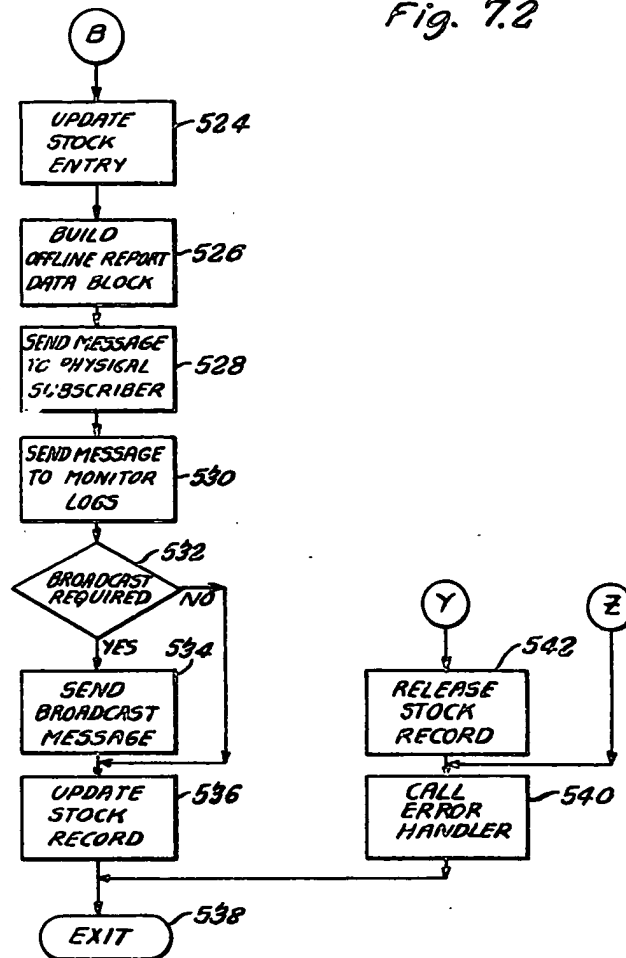 Fig. 7.2
B
UPDATE
STOCK
ENTRY
524
BUILD
OFFLINE REPORT
DATA BLOCK
526
SEND MESSAGE
TO PHYSICAL
SUBSCRIBER
528
SEND MESSAGE
TO MONITOR
LOGS
530
532
BROADCAST
REQUIRED
NO
YES
534
SEND
BROADCAST
MESSAGE
UPDATE
STOCK
RECORD
536
EXIT
538
Y
Z
542
RELEASE
STOCK
RECORD
CALL
ERROR
HANDLER
540